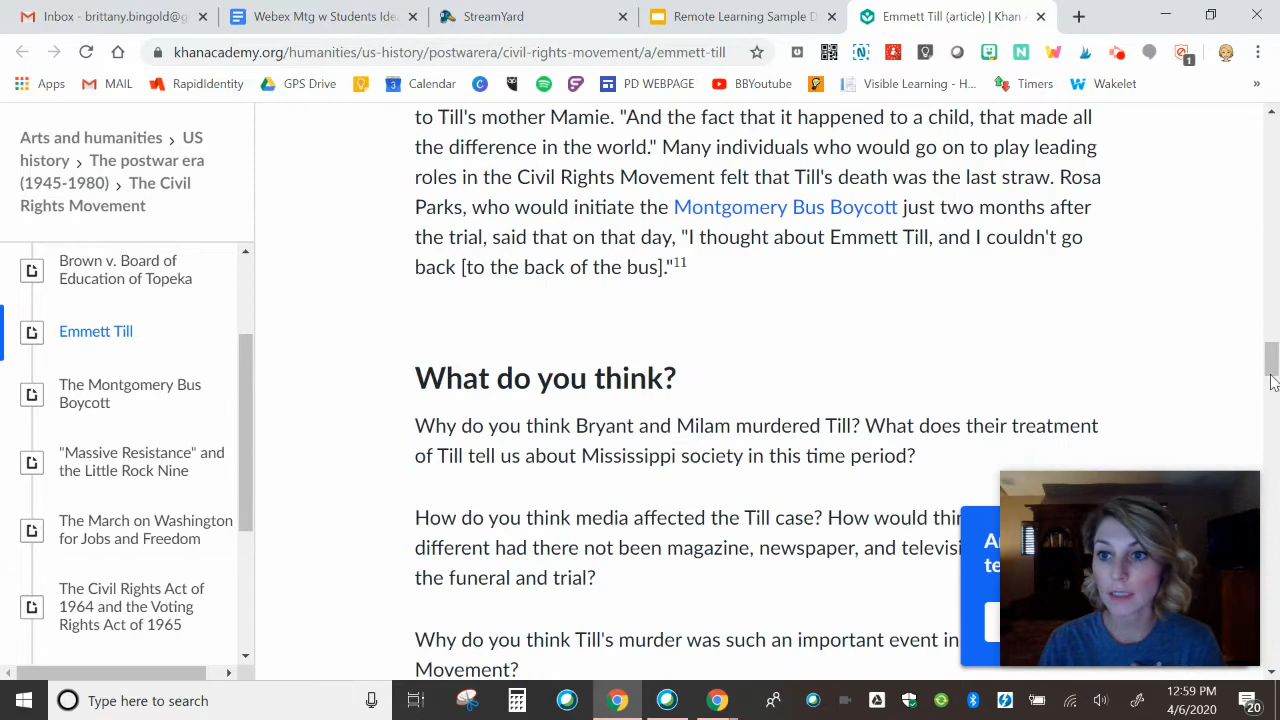 Inbox - brittany.bingold@g
Webex Mtg w Students Ide
StreamYard
Remote Learning Sample D
Emmett Till (article) | Khan
khanacademy.org/humanities/us-history/postwarera/civil-rights-movement/a/emmett-till
Apps MAIL RapidIdentity GPS Drive Calendar PD WEBPAGE BBYoutube Visible Learning - H... Timers Wakelet »
Arts and humanities > US
history > The postwar era
(1945-1980) > The Civil
Rights Movement
Brown v. Board of
Education of Topeka
Emmett Till
The Montgomery Bus
Boycott
"Massive Resistance" and
the Little Rock Nine
The March on Washington
for Jobs and Freedom
The Civil Rights Act of
1964 and the Voting
Rights Act of 1965
to Till's mother Mamie. "And the fact that it happened to a child, that made all
the difference in the world." Many individuals who would go on to play leading
roles in the Civil Rights Movement felt that Till's death was the last straw. Rosa
Parks, who would initiate the Montgomery Bus Boycott just two months after
the trial, said that on that day, "I thought about Emmett Till, and I couldn't go
back [to the back of the bus]."11
What do you think?
Why do you think Bryant and Milam murdered Till? What does their treatment
of Till tell us about Mississippi society in this time period?
How do you think media affected the Till case? How would thin
different had there not been magazine, newspaper, and televisi
the funeral and trial?
Why do you think Till's murder was such an important event in
Movement?
Type here to search
12:59 PM
4/6/2020
20